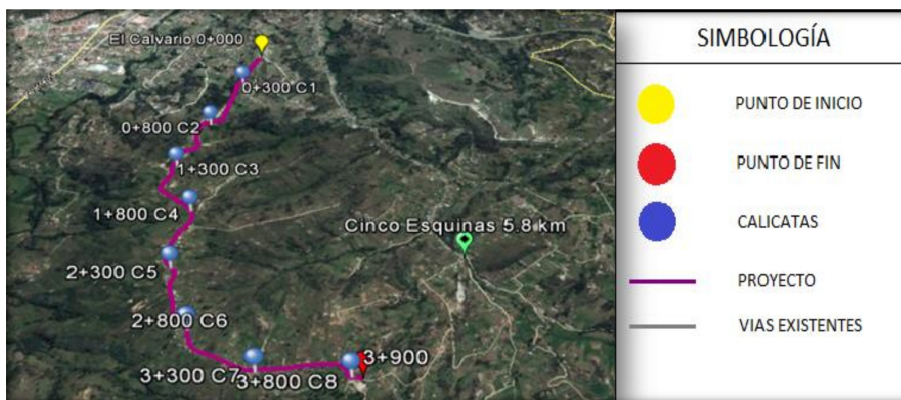 El Calvario 0+000
0+300 C1
0+800 C2
1+300 C3
1+800 C4
Cinco Esquinas 5.8 km
2+300 C5
2+800 C6
3+900
3+300 C7
3+800 C8
SIMBOLOGÍA
PUNTO DE INICIO
PUNTO DE FIN
CALICATAS
PROYECTO
VIAS EXISTENTES